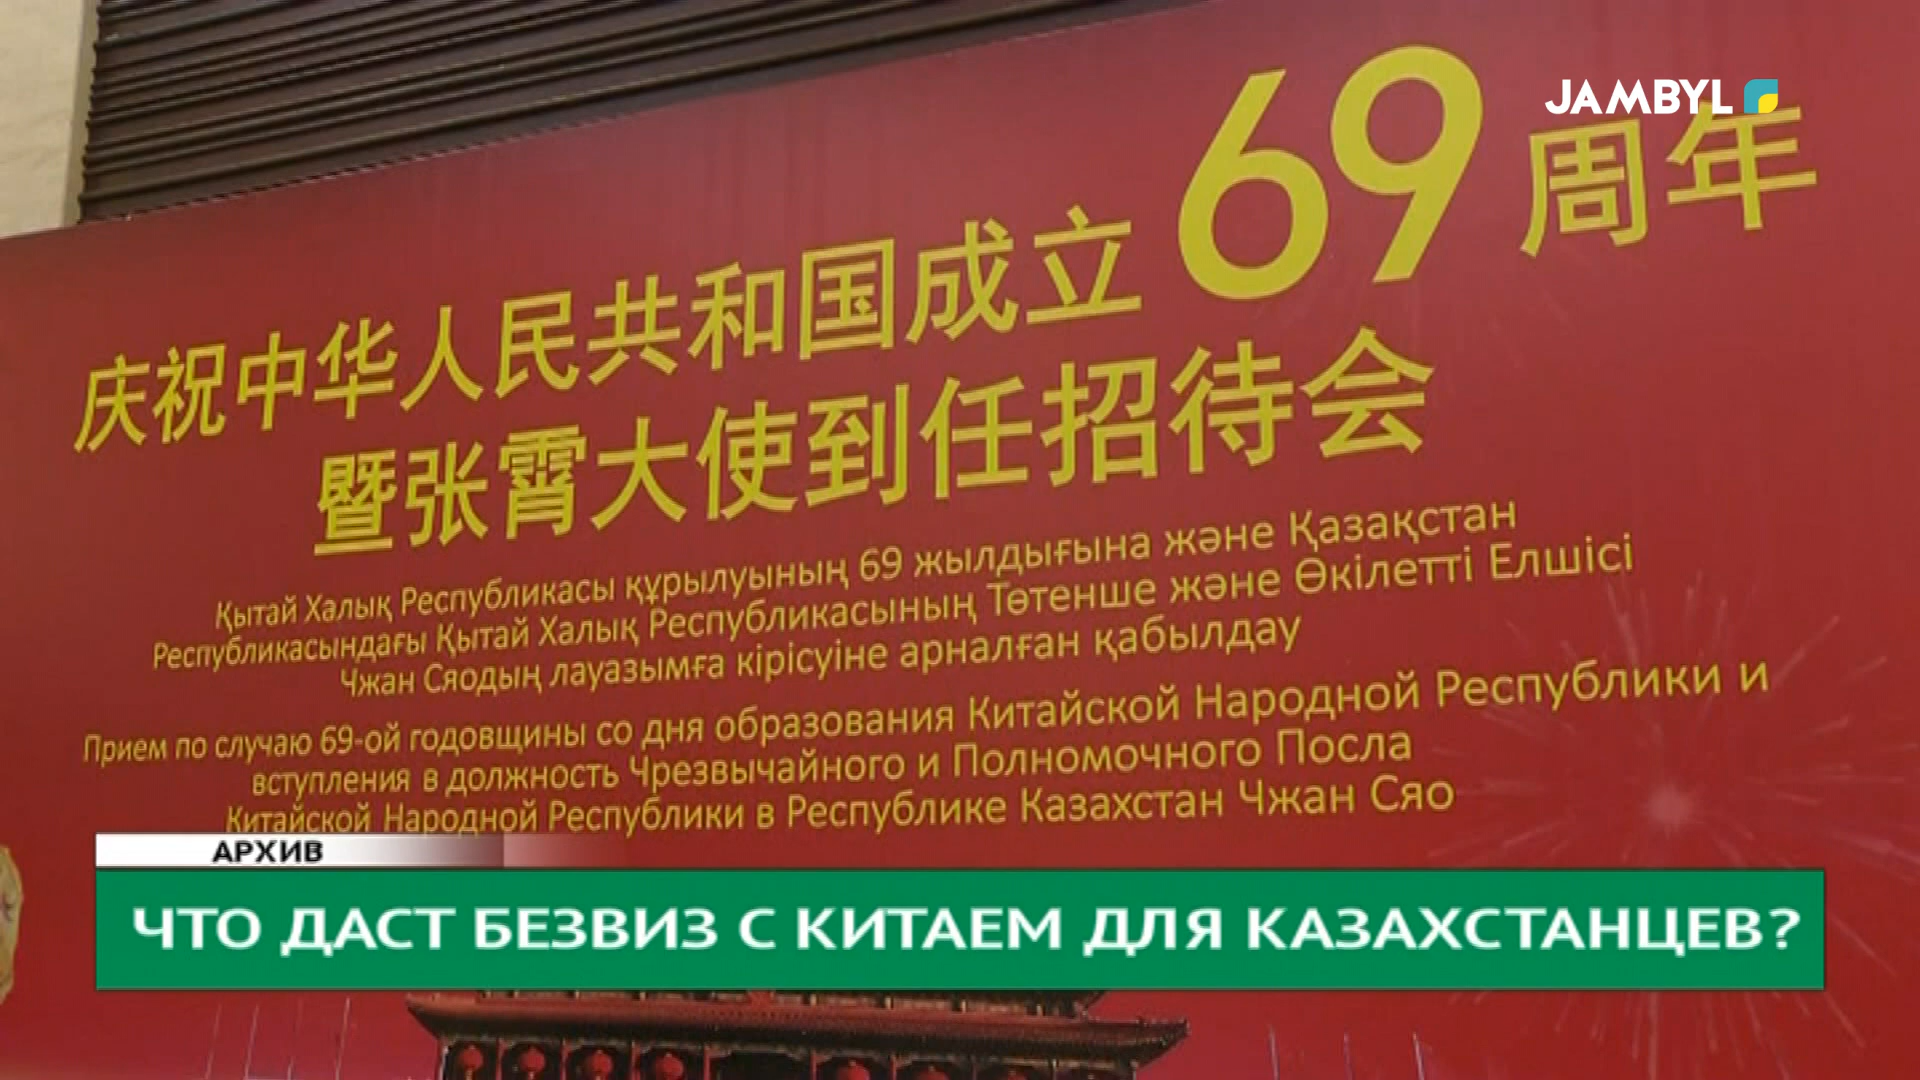 JAMBYL
庆祝中华人民共和国成立69周年
暨张霄大使到任招待会
Қытай Халық Республикасы құрылуының 69 жылдығына және Қазақстан
Республикасындағы Қытай Халық Республикасының Төтенше және Өкілетті Елшісі
Чжан Сяодың лауазымға кірісуіне арналған қабылдау
Прием по случаю 69-ой годовщины со дня образования Китайской Народной Республики и
вступления в должность Чрезвычайного и Полномочного Посла
Китайской Народной Республики в Республике Казахстан Чжан Сяо
АРХИВ
ЧТО ДАСТ БЕЗВИЗ С КИТАЕМ ДЛЯ КАЗАХСТАНЦЕВ?